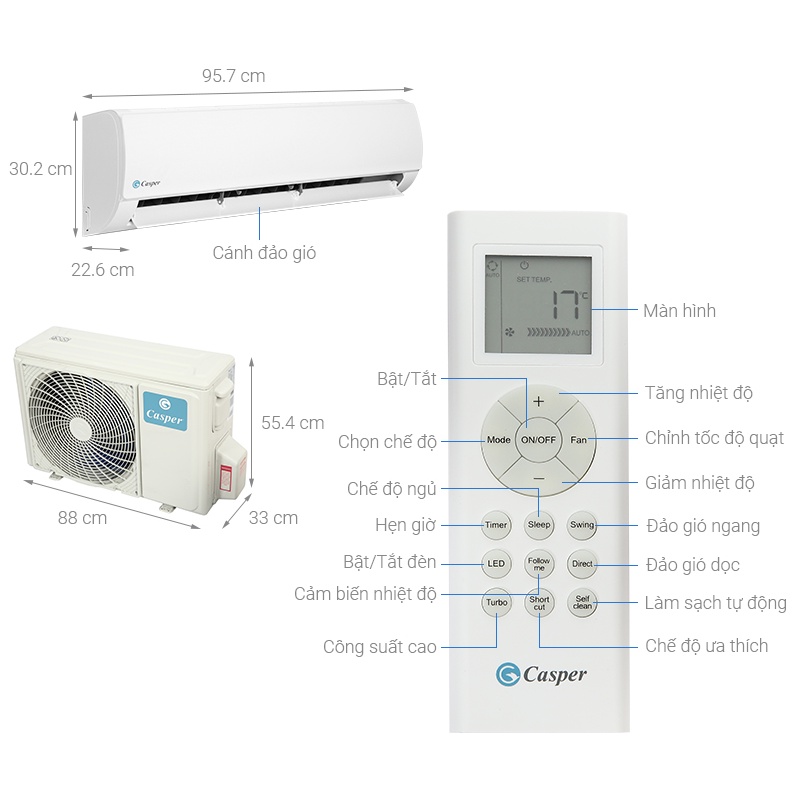 95.7 cm
30.2 cm
Casper
22.6 cm
Cánh đảo gió
Casper
55.4 cm
88 cm
33 cm
AUTO
SET TEMP.
17°C
AUTO
Màn hình
Bật/Tắt
Tăng nhiệt độ
+
Chọn chế độ
Mode
ON/OFF
Fan
Chỉnh tốc độ quạt
−
Giảm nhiệt độ
Chế độ ngủ
Hẹn giờ
Timer
Sleep
Swing
Đảo gió ngang
Bật/Tắt đèn
LED
Follow
me
Direct
Đảo gió dọc
Cảm biến nhiệt độ
Turbo
Short
cut
Self
clean
Làm sạch tự động
Công suất cao
Chế độ ưa thích
Casper